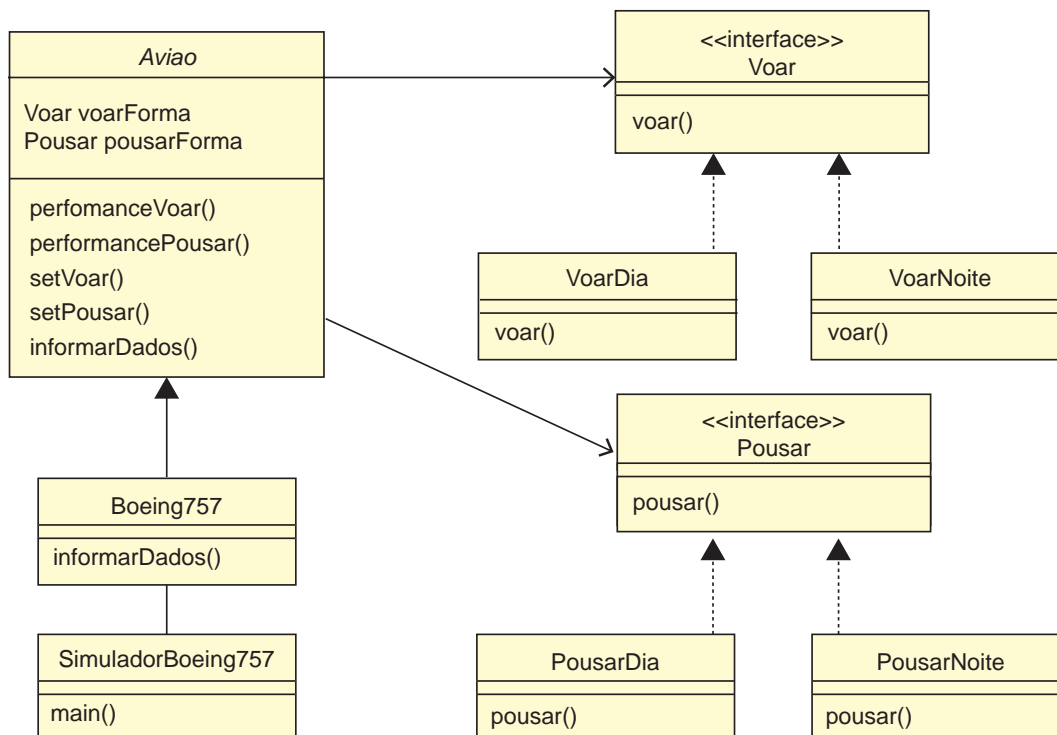 Aviao
Voar voarForma
Pousar pousarForma
perfomanceVoar()
performancePousar()
setVoar()
setPousar()
informarDados()
<<interface>>
Voar
voar()
VoarDia
voar()
VoarNoite
voar()
<<interface>>
Pousar
pousar()
Boeing757
informarDados()
SimuladorBoeing757
main()
PousarDia
pousar()
PousarNoite
pousar()